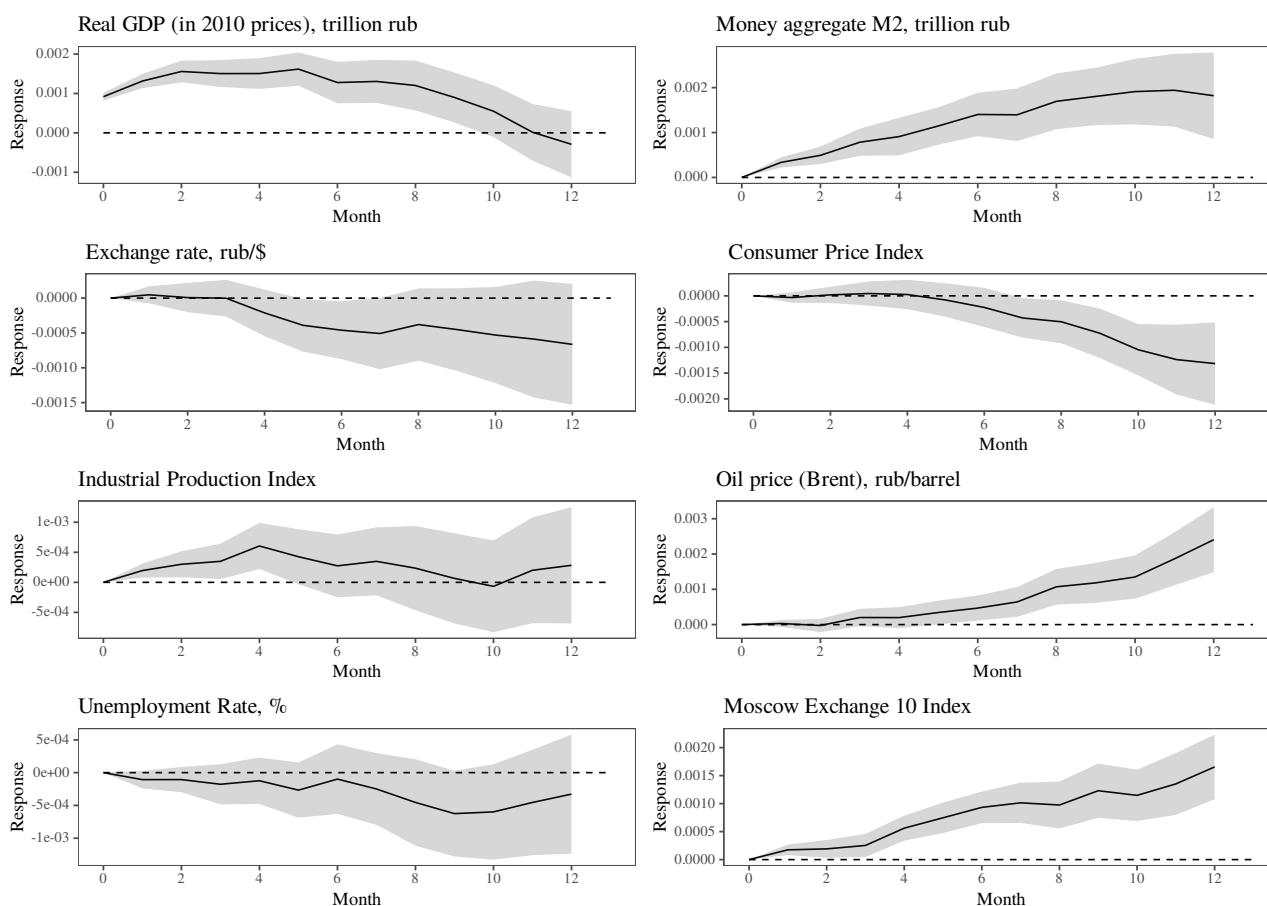 Real GDP (in 2010 prices), trillion rub
Response
0.002
0.001
0.000
-0.001
0 2 4 6 8 10 12
Month
Money aggregate M2, trillion rub
Response
0.002
0.001
0.000
0 2 4 6 8 10 12
Month
Exchange rate, rub/$
Response
0.0000
-0.0005
-0.0010
-0.0015
0 2 4 6 8 10 12
Month
Consumer Price Index
Response
0.0000
-0.0005
-0.0010
-0.0015
-0.0020
0 2 4 6 8 10 12
Month
Industrial Production Index
Response
1e-03
5e-04
0e+00
-5e-04
0 2 4 6 8 10 12
Month
Oil price (Brent), rub/barrel
Response
0.003
0.002
0.001
0.000
0 2 4 6 8 10 12
Month
Unemployment Rate, %
Response
5e-04
0e+00
-5e-04
-1e-03
0 2 4 6 8 10 12
Month
Moscow Exchange 10 Index
Response
0.0020
0.0015
0.0010
0.0005
0.0000
0 2 4 6 8 10 12
Month